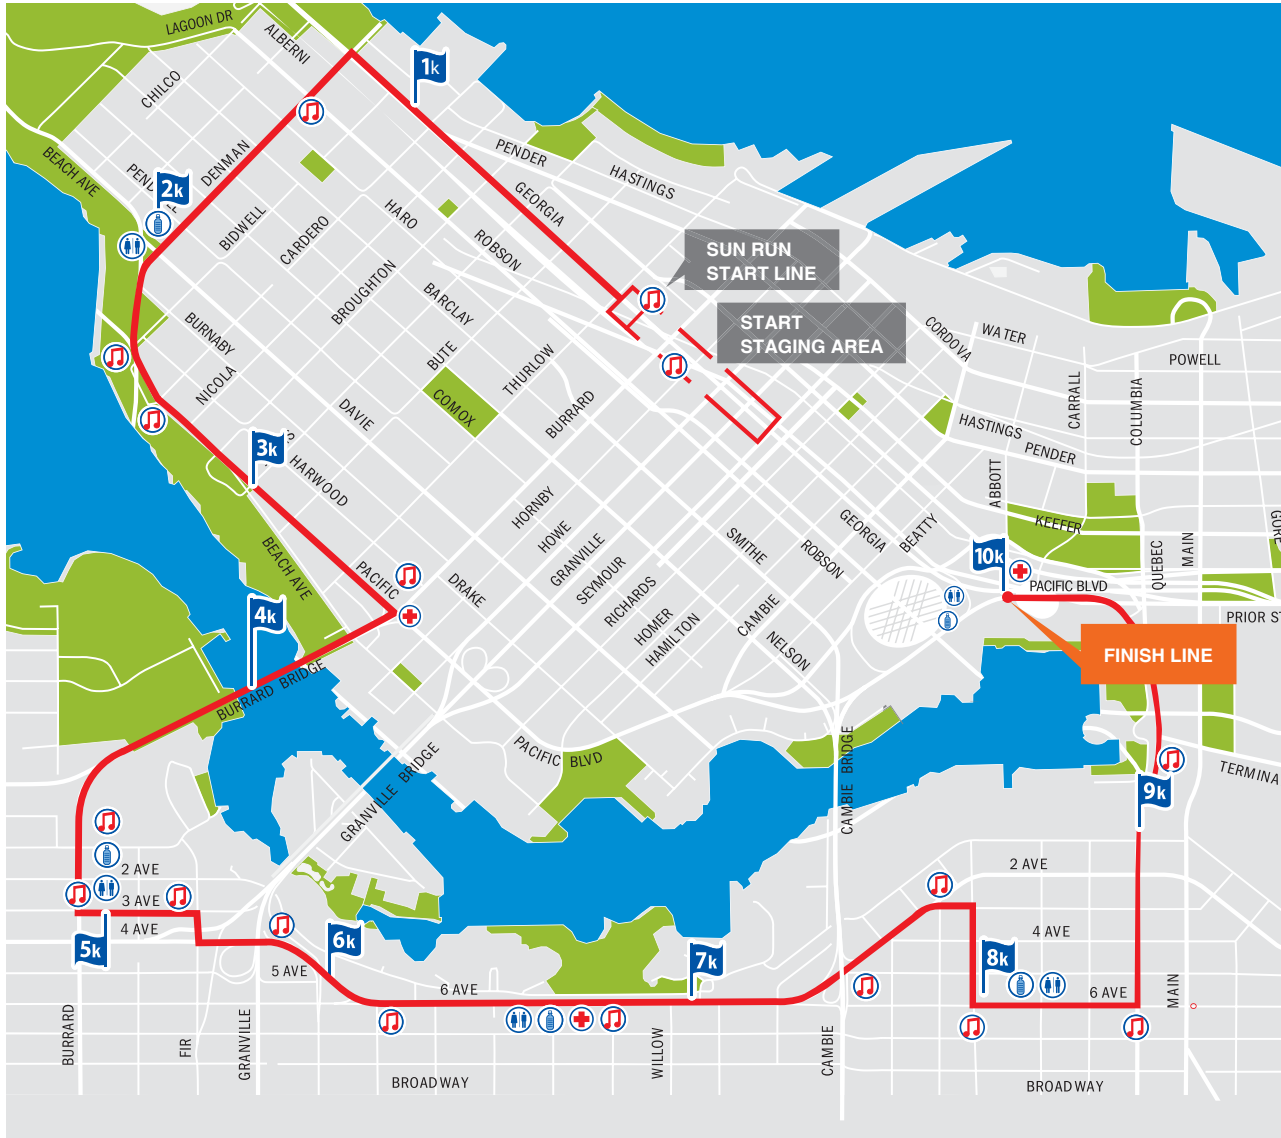 LAGOON DR
ALBERNI
CHILCO
1k
BEACH AVE
DENMAN
2k
PENDER
HASTINGS
GEORGIA
BIDWELL
CARDERO
HARO
ROBSON
SUN RUN
START LINE
BROUGHTON
BARCLAY
START
STAGING AREA
BURNABY
NICOLA
BUTE
THURLOW
CORDOVA
WATER
POWELL
COMOX
DAVIE
BURRARD
CARRALL
COLUMBIA
HASTINGS
PENDER
3k
HARWOOD
ABBOTT
HORNBY
HOWE
GRANVILLE
SEYMOUR
RICHARDS
HOMER
HAMILTON
SMITHE
ROBSON
GEORGIA
BEATTY
KEEFER
QUEBEC
MAIN
BEACH AVE
PACIFIC
DRAKE
CAMBIE
NELSON
10k
PACIFIC BLVD
PRIOR ST
4k
FINISH LINE
BURRARD BRIDGE
GRANVILLE BRIDGE
PACIFIC BLVD
CAMBIE BRIDGE
TERMINA
9k
2 AVE
3 AVE
4 AVE
5k
2 AVE
4 AVE
6k
5 AVE
7k
8k
6 AVE
6 AVE
MAIN
BURRARD
FIR
GRANVILLE
WILLOW
CAMBIE
BROADWAY
BROADWAY